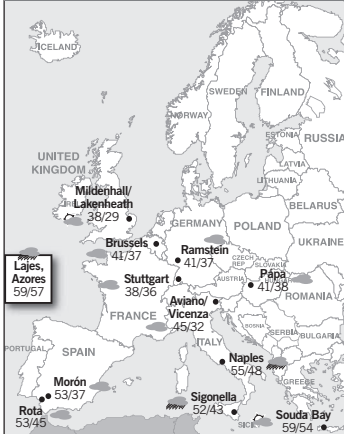 ICELAND
SWEDEN
FINLAND
NORWAY
RUSSIA
ESTONIA
LATVIA
LITHUANIA
UNITED
KINGDOM
Mildenhall/
Lakenheath
38/29
BELARUS
GERMANY
POLAND
UKRAINE
Brussels
41/37
Ramstein
41/37
CZECH
REP
SLOVAKIA
Lajes,
Azores
59/57
Stuttgart
38/36
AUSTRIA
Pápa
41/38
ROMANIA
FRANCE
Aviano/
Vicenza
45/32
BOSNIA
SERBIA
BULGARIA
ITALY
PORTUGAL
SPAIN
Naples
55/48
Morón
53/37
GREECE
Rota
53/45
Sigonella
52/43
SICILY
Souda Bay
59/54